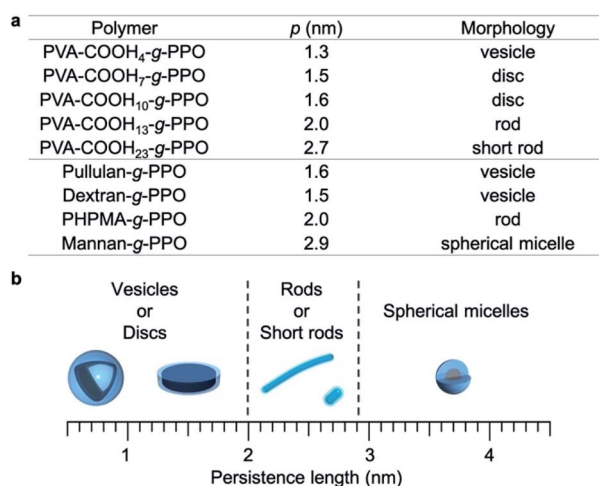 a
Polymer p (nm) Morphology
PVA-COOH₄-g-PPO 1.3 vesicle
PVA-COOH₇-g-PPO 1.5 disc
PVA-COOH₁₀-g-PPO 1.6 disc
PVA-COOH₁₃-g-PPO 2.0 rod
PVA-COOH₂₃-g-PPO 2.7 short rod
Pullulan-g-PPO 1.6 vesicle
Dextran-g-PPO 1.5 vesicle
PHPMA-g-PPO 2.0 rod
Mannan-g-PPO 2.9 spherical micelle
b
Vesicles
or
Discs
Rods
or
Short rods
Spherical micelles
1 2 3 4
Persistence length (nm)